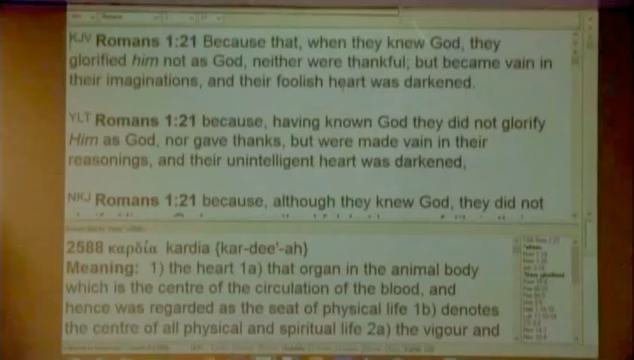 KJV Romans 1:21 Because that, when they knew God, they
glorified him not as God, neither were thankful; but became vain in
their imaginations, and their foolish heart was darkened.
YLT Romans 1:21 because, having known God they did not glorify
Him as God, nor gave thanks, but were made vain in their
reasonings, and their unintelligent heart was darkened,
NKJ Romans 1:21 because, although they knew God, they did not
2588 καρδία kardia {kar-dee'-ah}
Meaning: 1) the heart 1a) that organ in the animal body
which is the centre of the circulation of the blood, and
hence was regarded as the seat of physical life 1b) denotes
the centre of all physical and spiritual life 2a) the vigour and